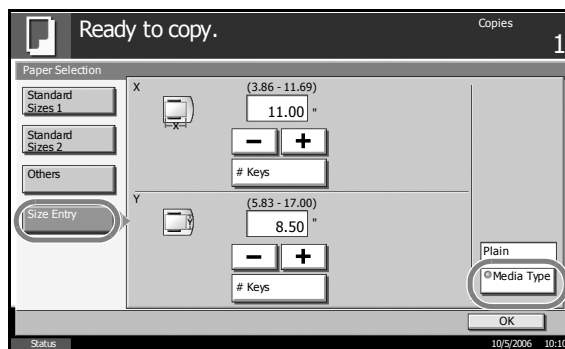 Ready to copy.
Copies
1
Paper Selection
Standard
Sizes 1
Standard
Sizes 2
Others
Size Entry
X
(3.86 - 11.69)
11.00 "
X
− +
# Keys
Y
(5.83 - 17.00)
8.50 "
Y
− +
# Keys
Plain
Media Type
OK
Status
10/5/2006 10:10